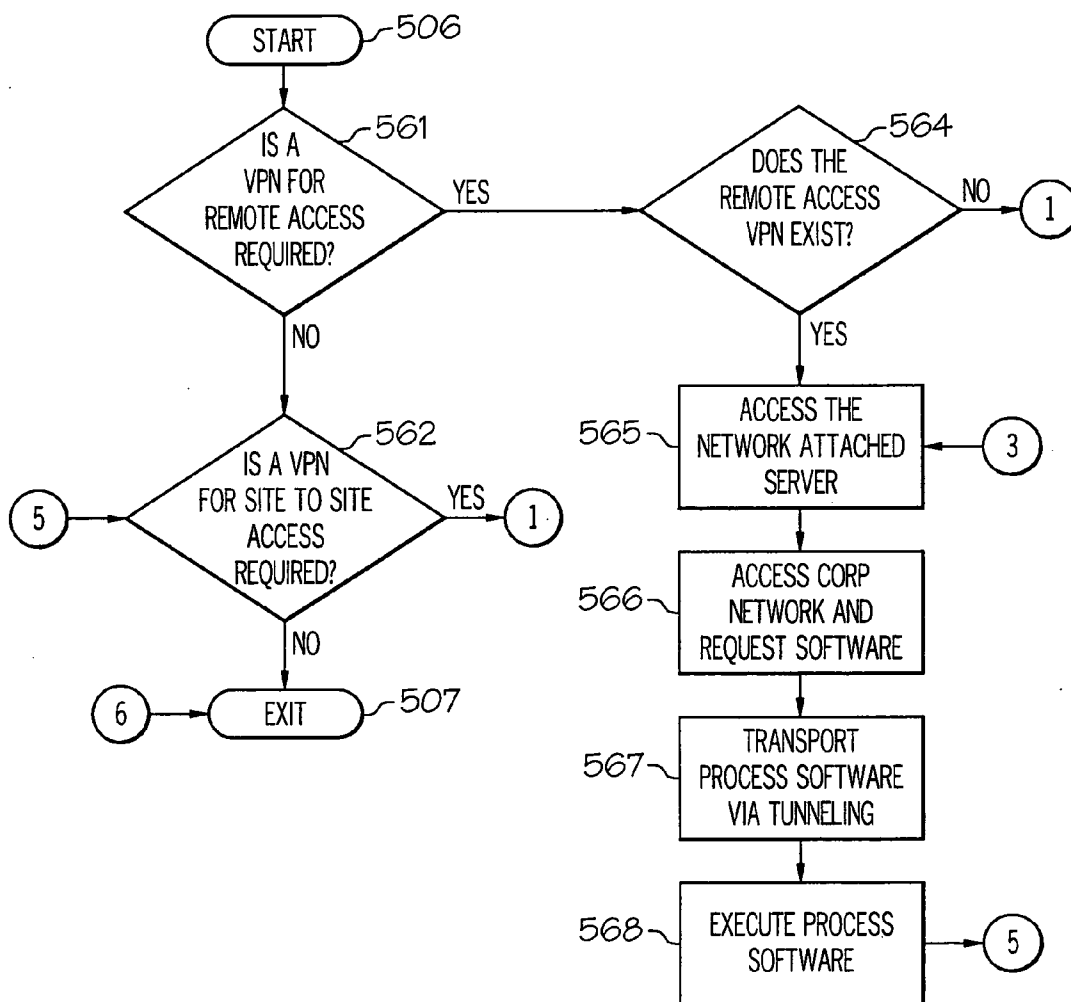 START
506
IS A
VPN FOR
REMOTE ACCESS
REQUIRED?
561
YES
NO
DOES THE
REMOTE ACCESS
VPN EXIST?
564
NO
1
YES
5
IS A VPN
FOR SITE TO SITE
ACCESS
REQUIRED?
562
YES
1
NO
6
EXIT
507
565
ACCESS THE
NETWORK ATTACHED
SERVER
3
566
ACCESS CORP
NETWORK AND
REQUEST SOFTWARE
567
TRANSPORT
PROCESS SOFTWARE
VIA TUNNELING
568
EXECUTE PROCESS
SOFTWARE
5